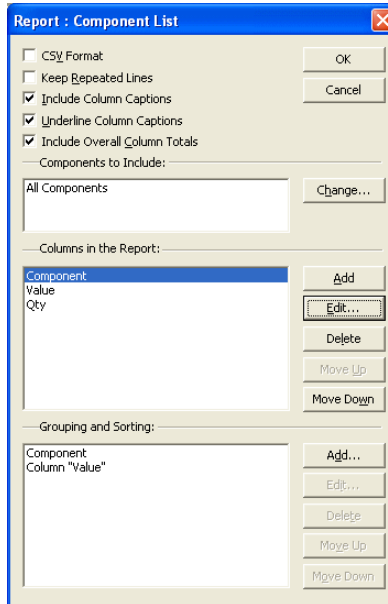 Report : Component List
CSV Format
OK
Keep Repeated Lines
Cancel
Include Column Captions
Underline Column Captions
Include Overall Column Totals
Components to Include:
All Components
Change...
Columns in the Report:
Component
Add
Value
Qty
Edit...
Delete
Move Up
Move Down
Grouping and Sorting:
Component
Add...
Column "Value"
Edit...
Delete
Move Up
Move Down